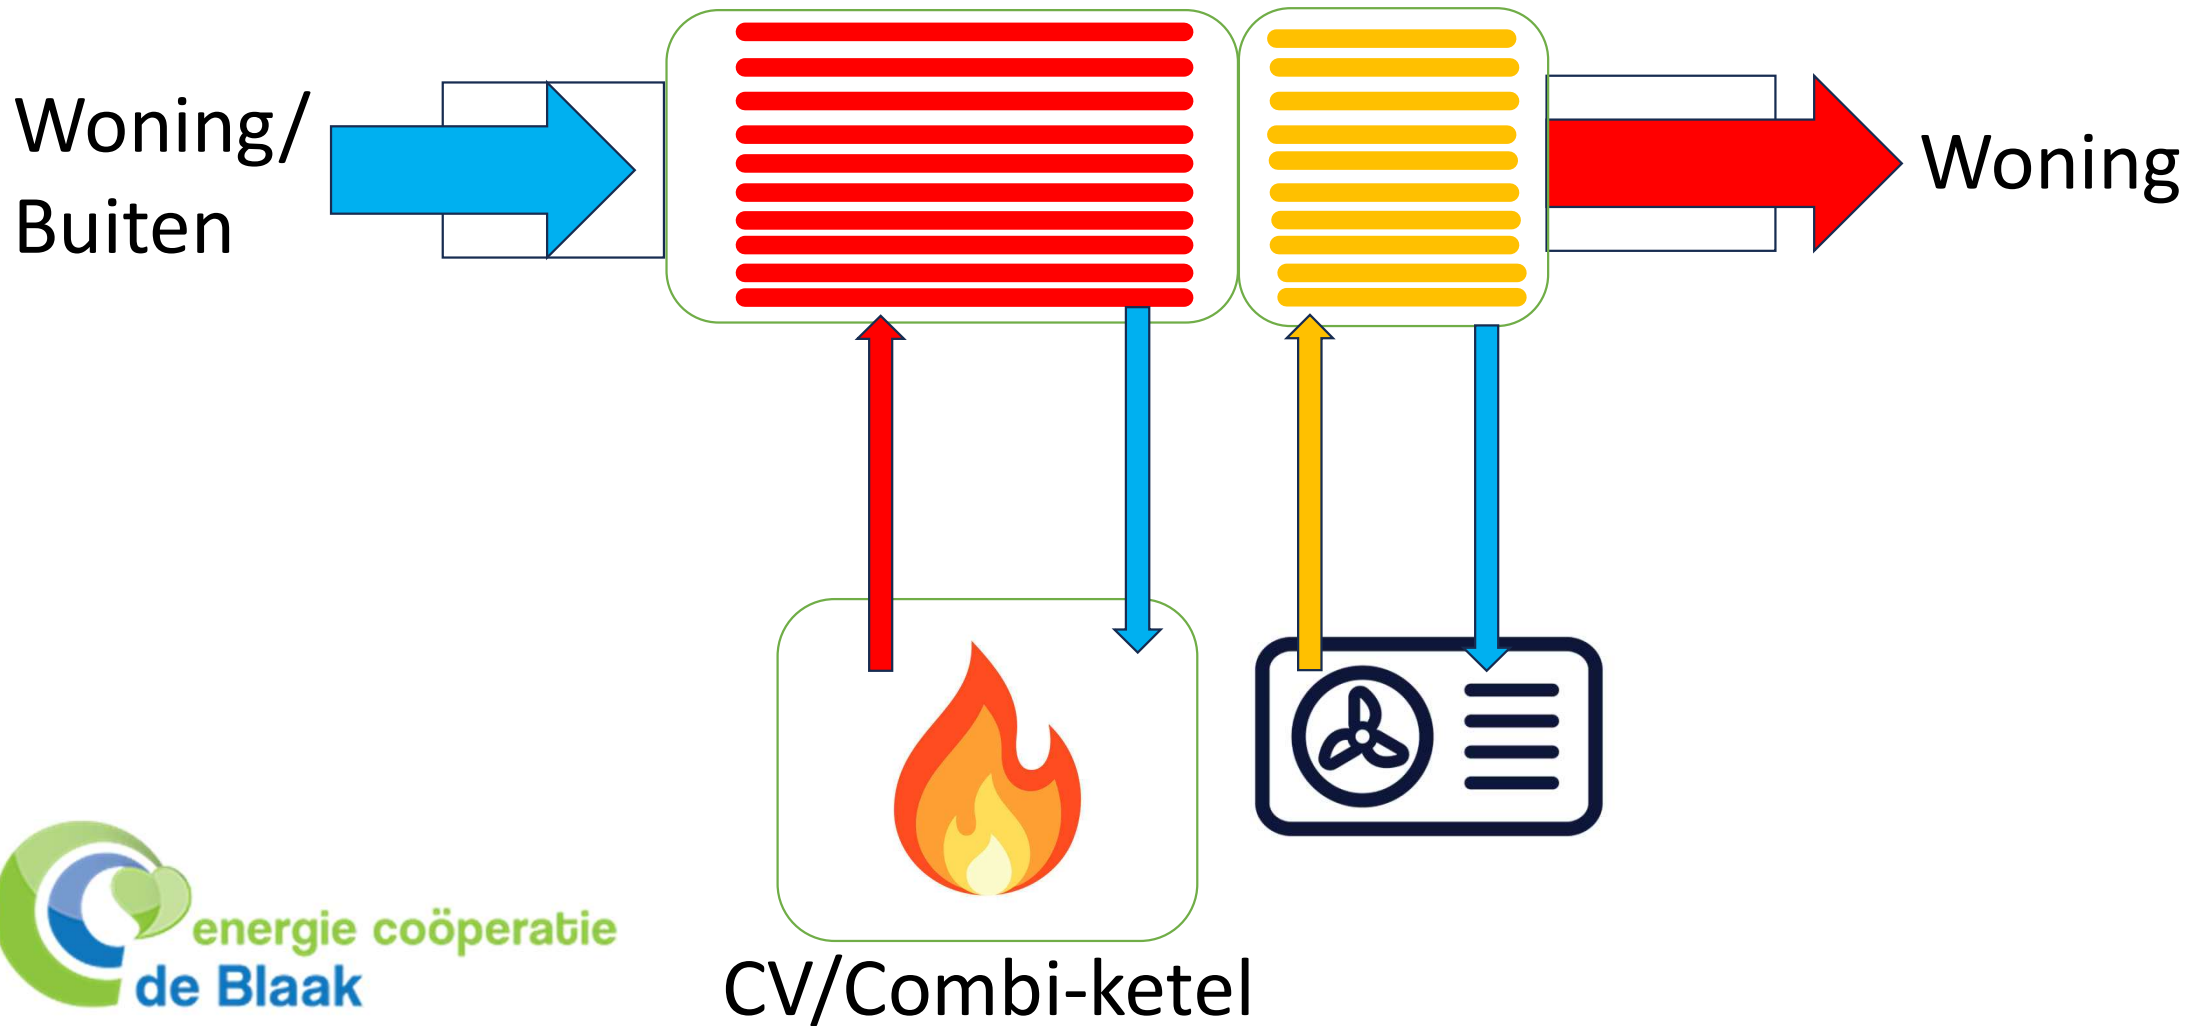 Woning/
Buiten
Woning
energie coöperatie
de Blaak
CV/Combi-ketel